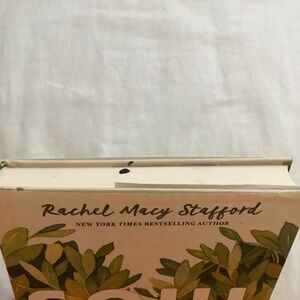 Rachel Macy Stafford
NEW YORK TIMES BESTSELLING AUTHOR